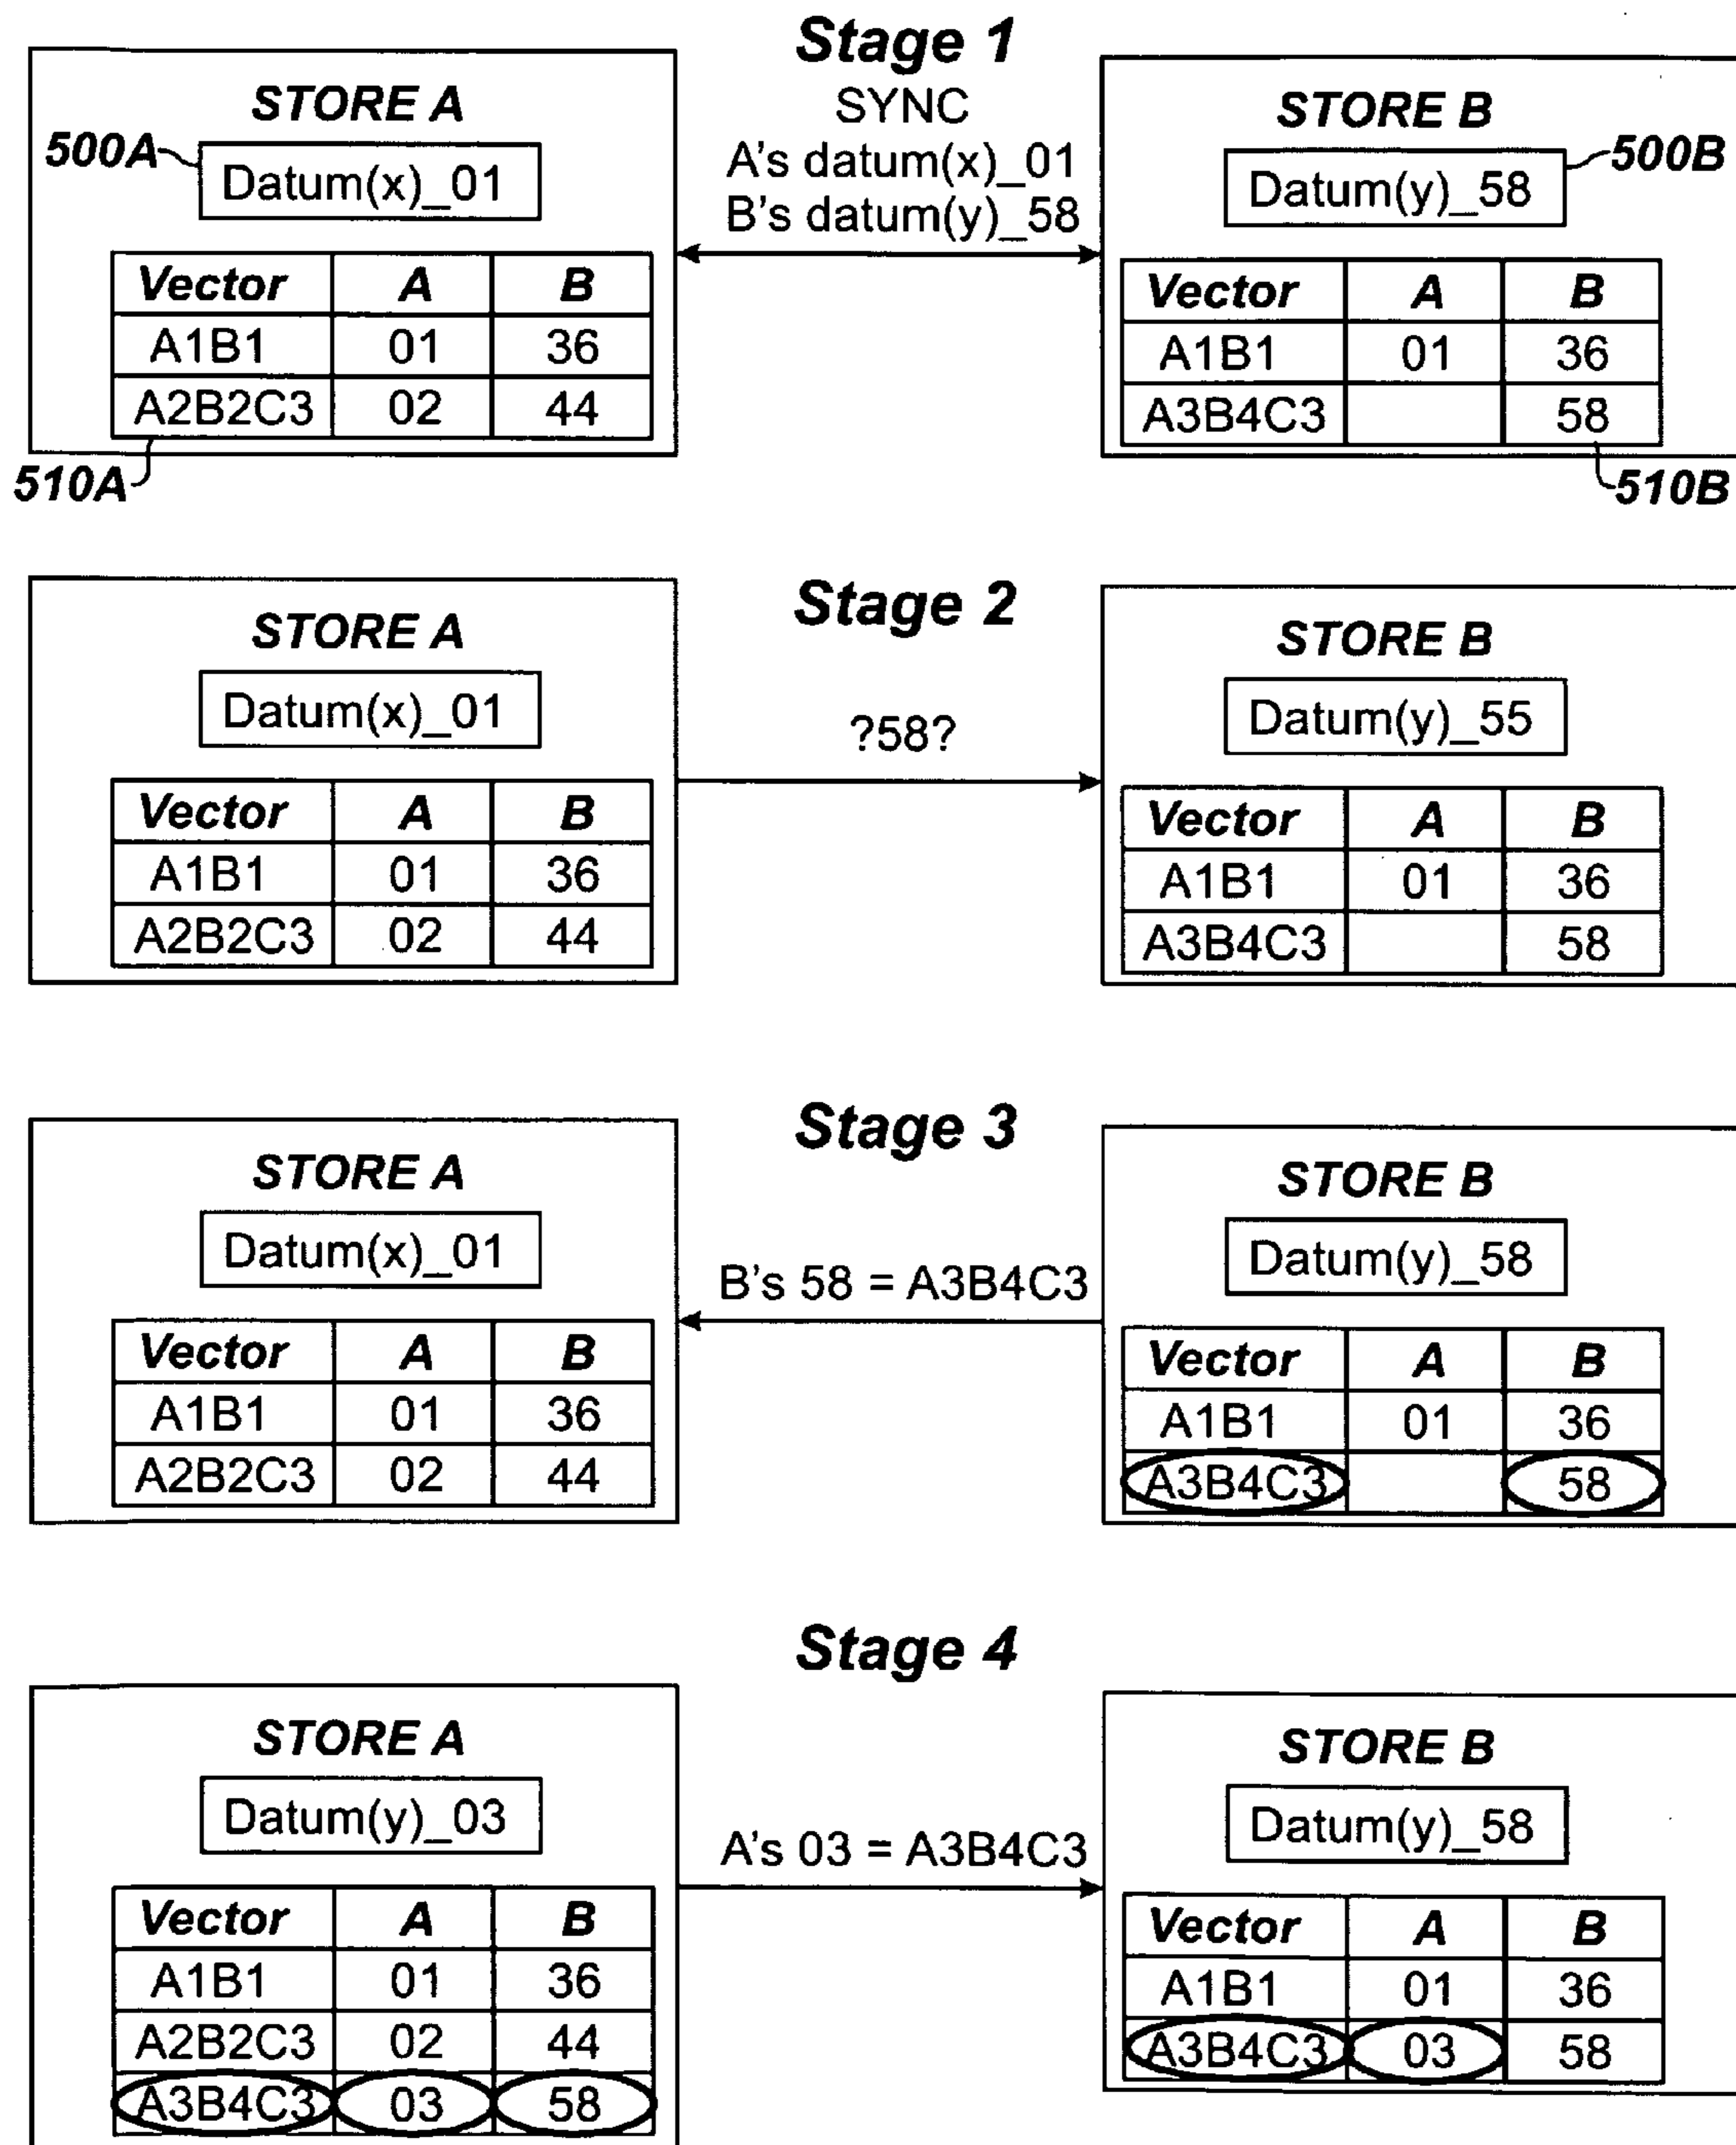 Stage 1
SYNC
A's datum(x)_01
B's datum(y)_58
STORE A
500A
Datum(x)_01
Vector A B
A1B1 01 36
A2B2C3 02 44
510A
STORE B
500B
Datum(y)_58
Vector A B
A1B1 01 36
A3B4C3 58
510B
Stage 2
STORE A
Datum(x)_01
Vector A B
A1B1 01 36
A2B2C3 02 44
?58?
STORE B
Datum(y)_55
Vector A B
A1B1 01 36
A3B4C3 58
Stage 3
STORE A
Datum(x)_01
Vector A B
A1B1 01 36
A2B2C3 02 44
B's 58 = A3B4C3
STORE B
Datum(y)_58
Vector A B
A1B1 01 36
A3B4C3 58
Stage 4
STORE A
Datum(y)_03
Vector A B
A1B1 01 36
A2B2C3 02 44
A3B4C3 03 58
A's 03 = A3B4C3
STORE B
Datum(y)_58
Vector A B
A1B1 01 36
A3B4C3 03 58